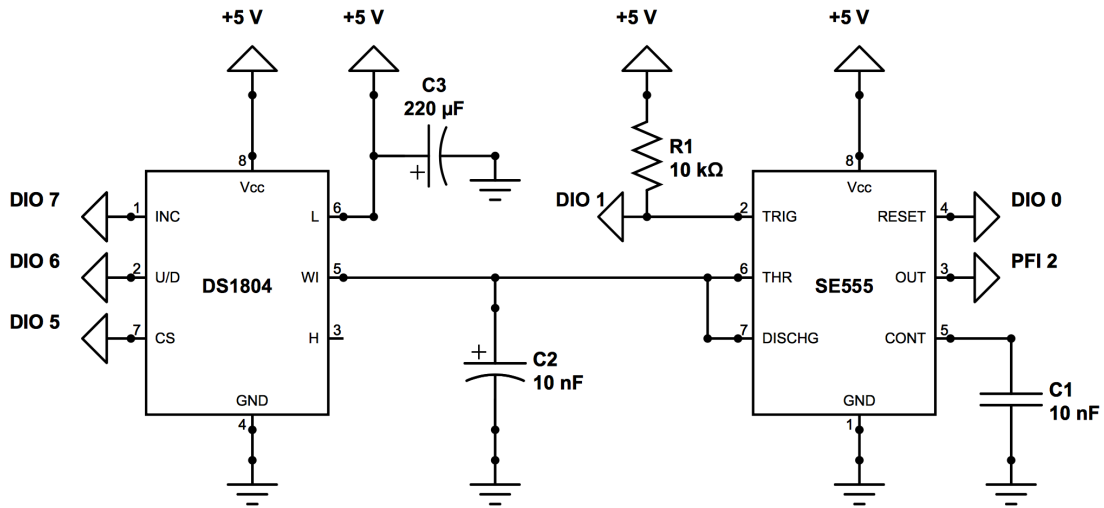 +5 V
+5 V
+5 V
+5 V
C3
220 µF
R1
10 kΩ
8
Vcc
8
Vcc
DIO 7
1
INC
L
6
+
DIO 1
2
TRIG
RESET
4
DIO 0
DIO 6
2
U/D
DS1804
WI
5
6
THR
SE555
OUT
3
PFI 2
DIO 5
7
CS
H
3
7
DISCHG
CONT
5
+
C2
10 nF
C1
10 nF
GND
4
GND
1